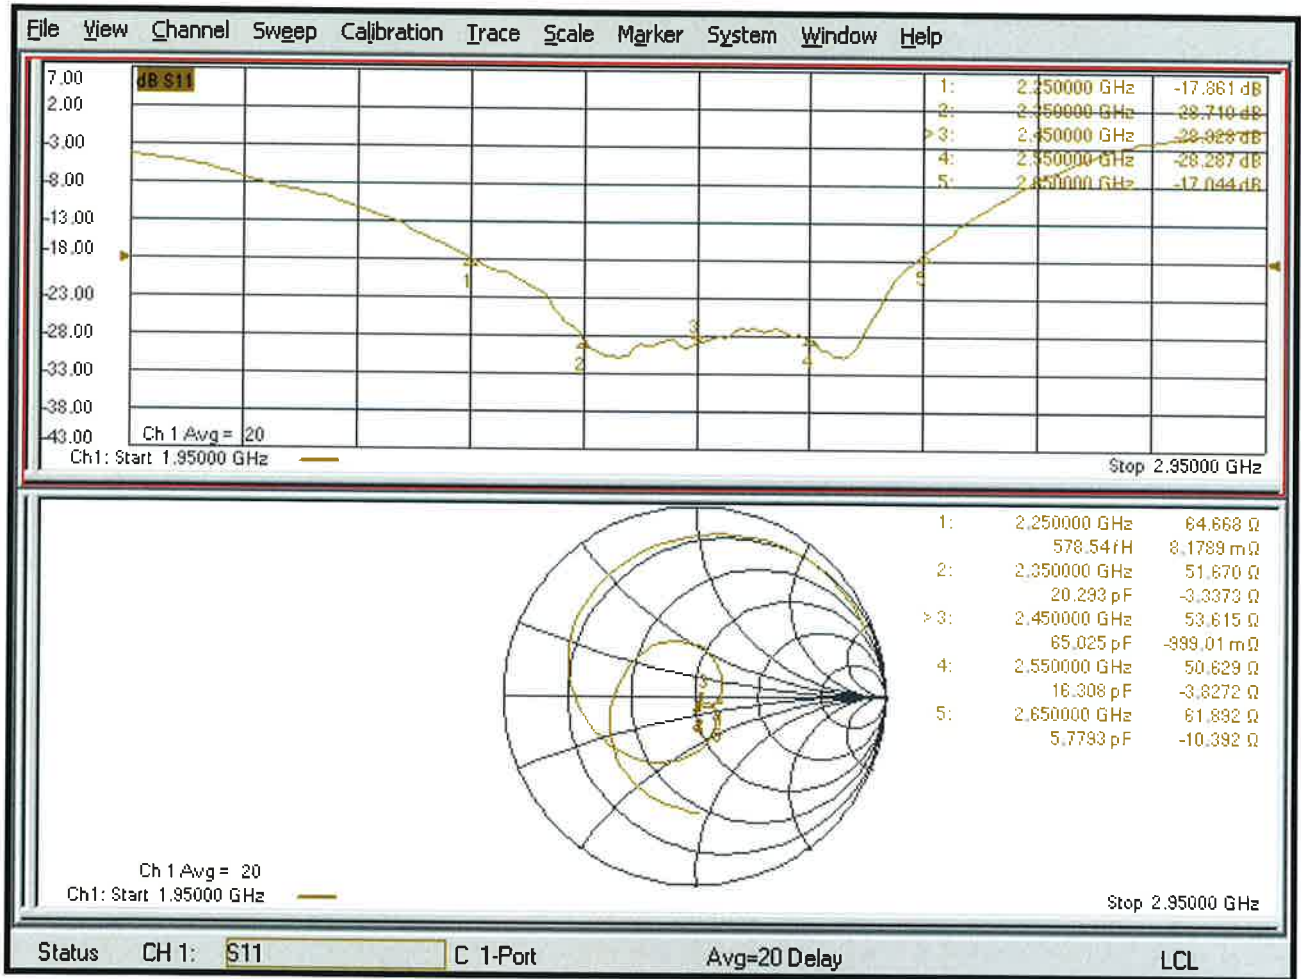 File View Channel Sweep Calibration Trace Scale Marker System Window Help
7.00
2.00
-3.00
-8.00
-13.00
-18.00
-23.00
-28.00
-33.00
-38.00
-43.00
dB S11
1: 2.250000 GHz -17.861 dB
2: 2.350000 GHz -28.710 dB
> 3: 2.450000 GHz -28.928 dB
4: 2.550000 GHz -28.287 dB
5: 2.650000 GHz -17.044 dB
1
2
3
4
5
Ch 1 Avg = 20
Ch1: Start 1.95000 GHz
Stop 2.95000 GHz
1: 2.250000 GHz 64.668 Ω
578.54 fH 8.1789 mΩ
2: 2.350000 GHz 51.670 Ω
20.293 pF -3.3373 Ω
> 3: 2.450000 GHz 53.615 Ω
65.025 pF -999.01 mΩ
4: 2.550000 GHz 50.629 Ω
16.308 pF -3.8272 Ω
5: 2.650000 GHz 61.892 Ω
5.7793 pF -10.392 Ω
Ch 1 Avg = 20
Ch1: Start 1.95000 GHz
Stop 2.95000 GHz
Status CH 1: S11 C 1-Port Avg=20 Delay LCL